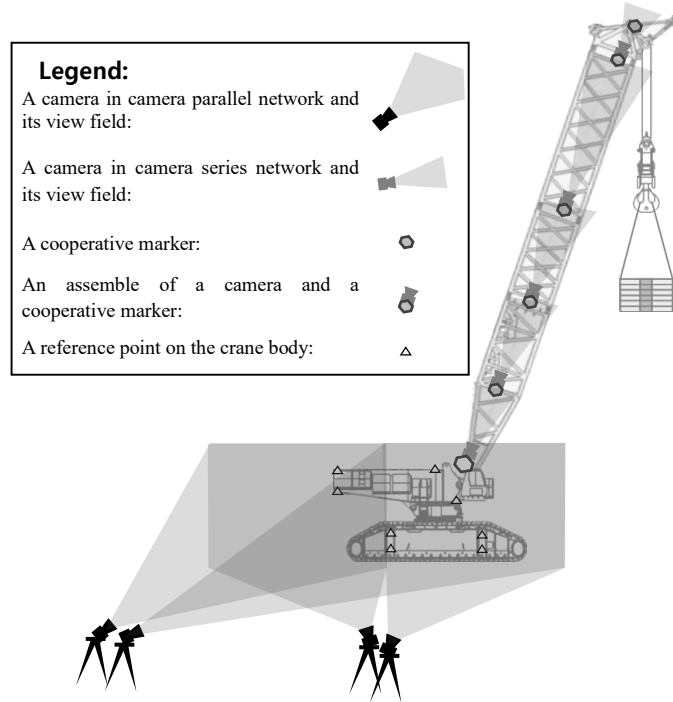 Legend:
A camera in camera parallel network and
its view field:
A camera in camera series network and
its view field:
A cooperative marker:
An assemble of a camera and a
cooperative marker:
A reference point on the crane body: